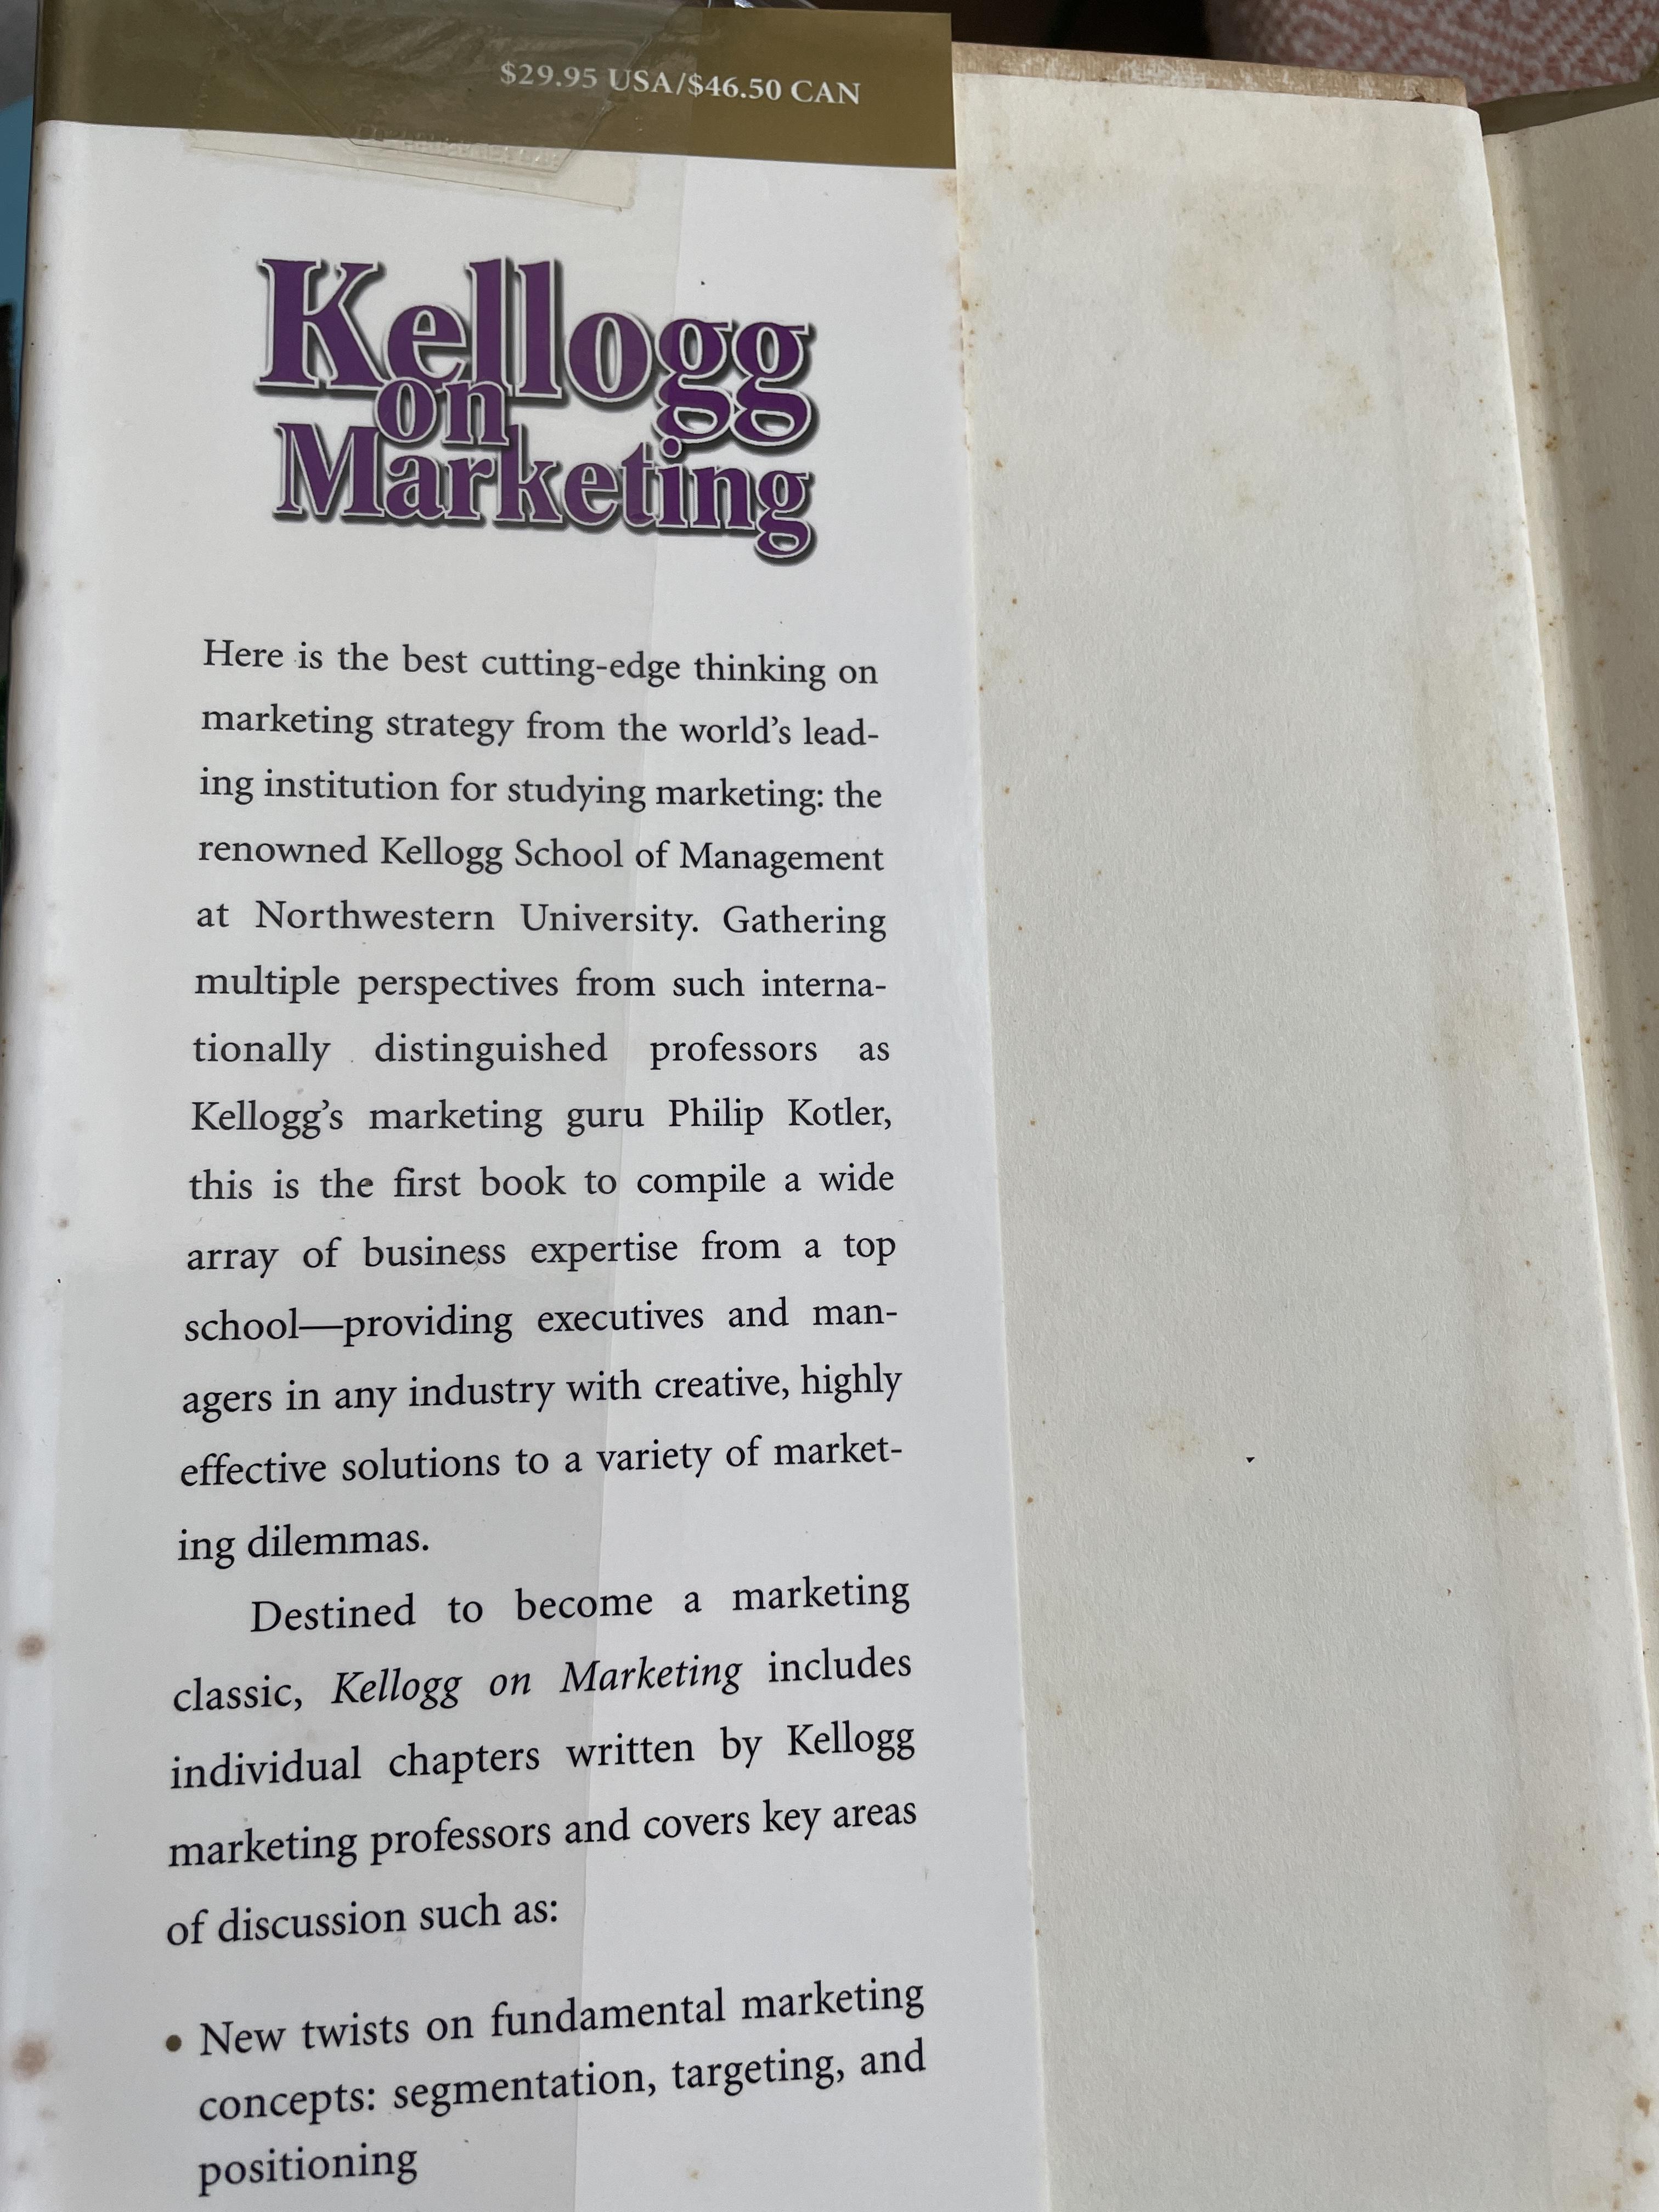 $29.95 USA/$46.50 CAN
Kellogg
on
Marketing
Here is the best cutting-edge thinking on
marketing strategy from the world’s lead-
ing institution for studying marketing: the
renowned Kellogg School of Management
at Northwestern University. Gathering
multiple perspectives from such interna-
tionally distinguished professors as
Kellogg’s marketing guru Philip Kotler,
this is the first book to compile a wide
array of business expertise from a top
school—providing executives and man-
agers in any industry with creative, highly
effective solutions to a variety of market-
ing dilemmas.
Destined to become a marketing
classic, Kellogg on Marketing includes
individual chapters written by Kellogg
marketing professors and covers key areas
of discussion such as:
• New twists on fundamental marketing
concepts: segmentation, targeting, and
positioning